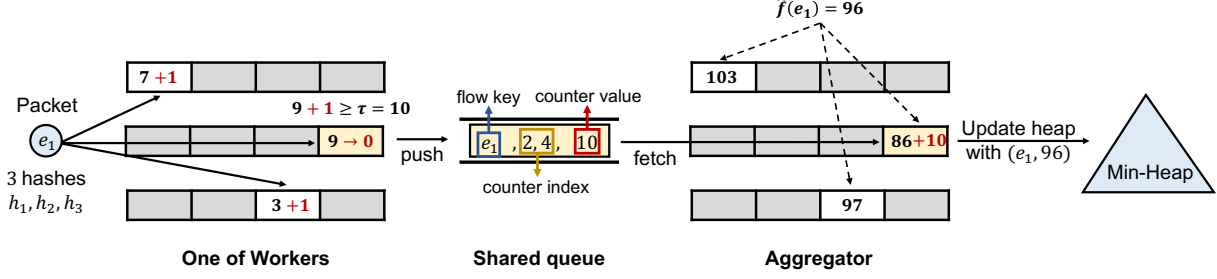 f(e₁) = 96
7 +1
103
Packet
9 + 1 ≥ τ = 10
flow key
counter value
e₁
9 → 0
push
e₁ , 2, 4, 10
fetch
86+10
Update heap
with (e₁, 96)
Min-Heap
3 hashes
h₁, h₂, h₃
counter index
3 +1
97
One of Workers
Shared queue
Aggregator